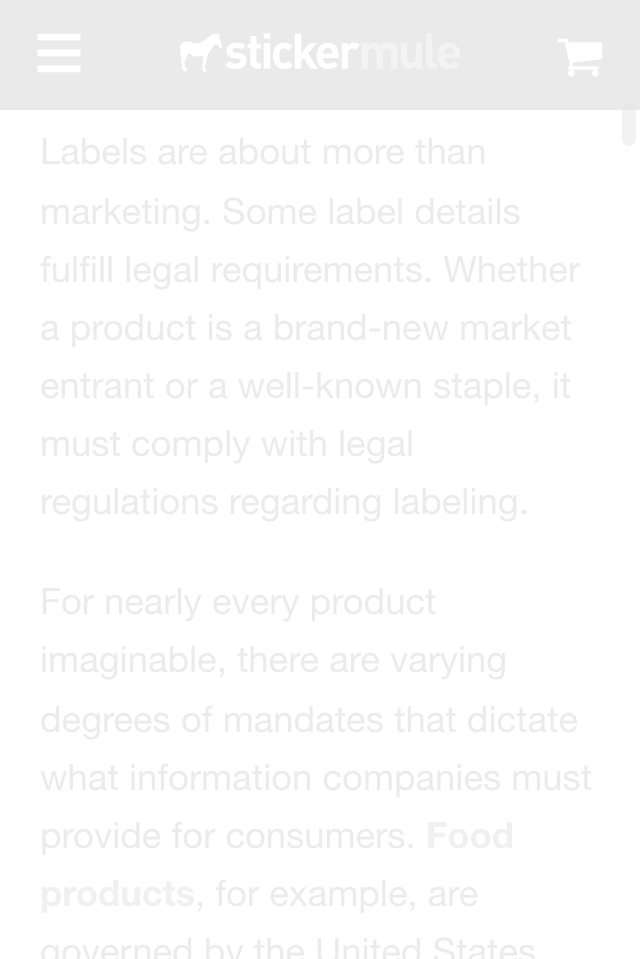 stickermule
Labels are about more than
marketing. Some label details
fulfill legal requirements. Whether
a product is a brand-new market
entrant or a well-known staple, it
must comply with legal
regulations regarding labeling.
For nearly every product
imaginable, there are varying
degrees of mandates that dictate
what information companies must
provide for consumers. Food
products, for example, are
governed by the United States